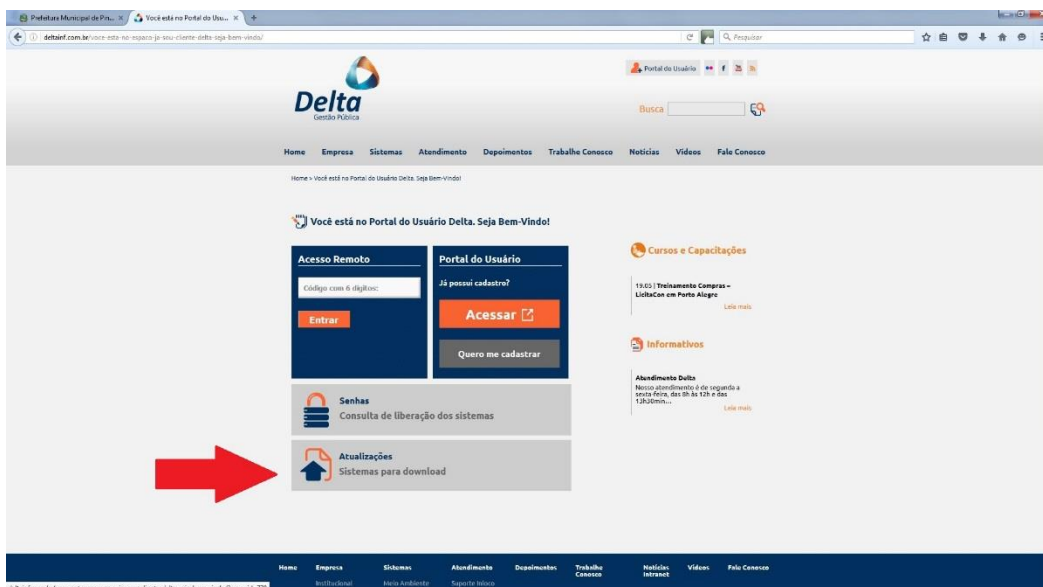 Prefeitura Municipal de Pin...
Você está no Portal do Usu...
deltainf.com.br/voce-esta-no-espaco-ja-sou-cliente-delta-seja-bem-vindo/
Pesquisar
Portal do Usuário
Delta
Gestão Pública
Busca
Home Empresa Sistemas Atendimento Depoimentos Trabalhe Conosco Notícias Vídeos Fale Conosco
Home > Você está no Portal do Usuário Delta. Seja Bem-Vindo!
Você está no Portal do Usuário Delta. Seja Bem-Vindo!
Acesso Remoto
Código com 6 dígitos:
Entrar
Portal do Usuário
Já possui cadastro?
Acessar
Quero me cadastrar
Senhas
Consulta de liberação dos sistemas
Atualizações
Sistemas para download
Cursos e Capacitações
19.05 | Treinamento Compras –
LicitaCon em Porto Alegre
Leia mais
Informativos
Atendimento Delta
Nosso atendimento é de segunda a
sexta-feira, das 8h às 12h e das
13h30min...
Leia mais
Home Empresa Sistemas Atendimento Depoimentos Trabalhe Conosco Notícias Vídeos Fale Conosco
Institucional Meio Ambiente Suporte Intranet